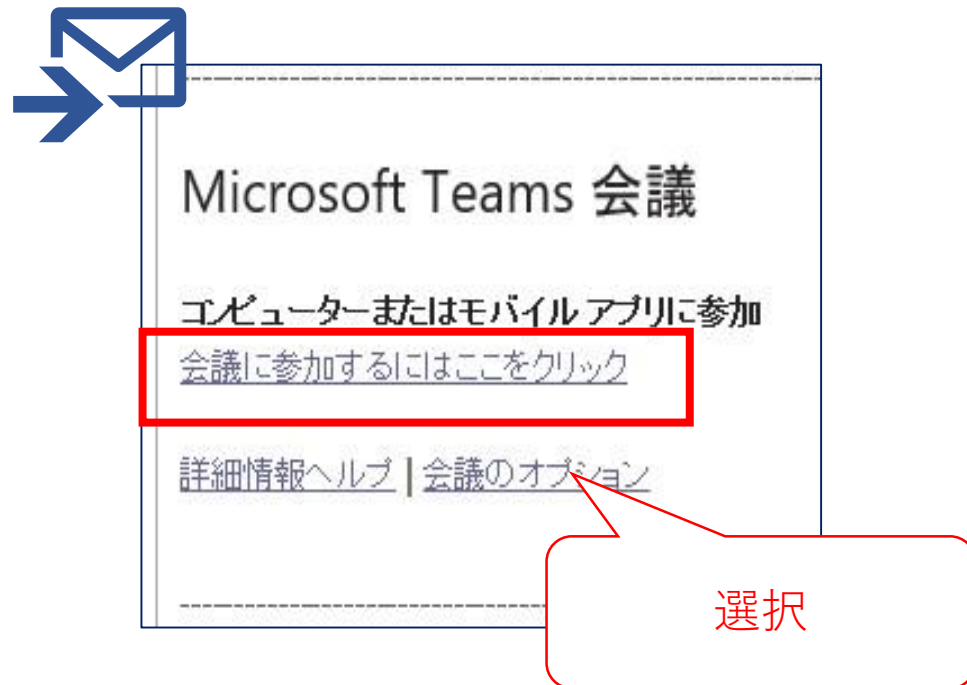 Microsoft Teams 会議
コンピューターまたはモバイル アプリに参加
会議に参加するにはここをクリック
詳細情報ヘルプ | 会議のオプション
選択